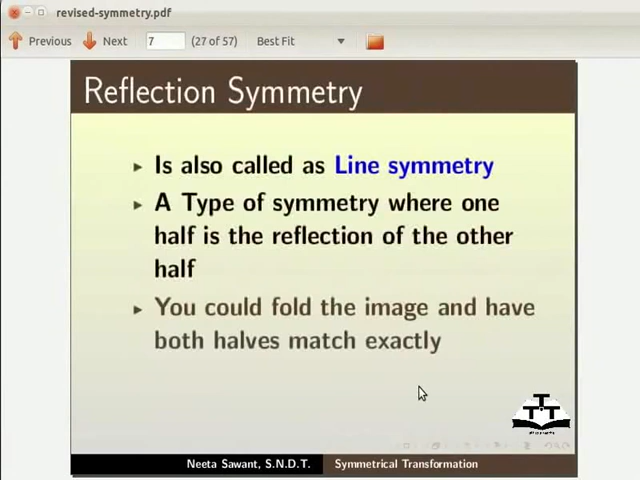 revised-symmetry.pdf
Previous Next 7 (27 of 57) Best Fit
Reflection Symmetry
Is also called as Line symmetry
A Type of symmetry where one
half is the reflection of the other
half
You could fold the image and have
both halves match exactly
TTT
Neeta Sawant, S.N.D.T. Symmetrical Transformation